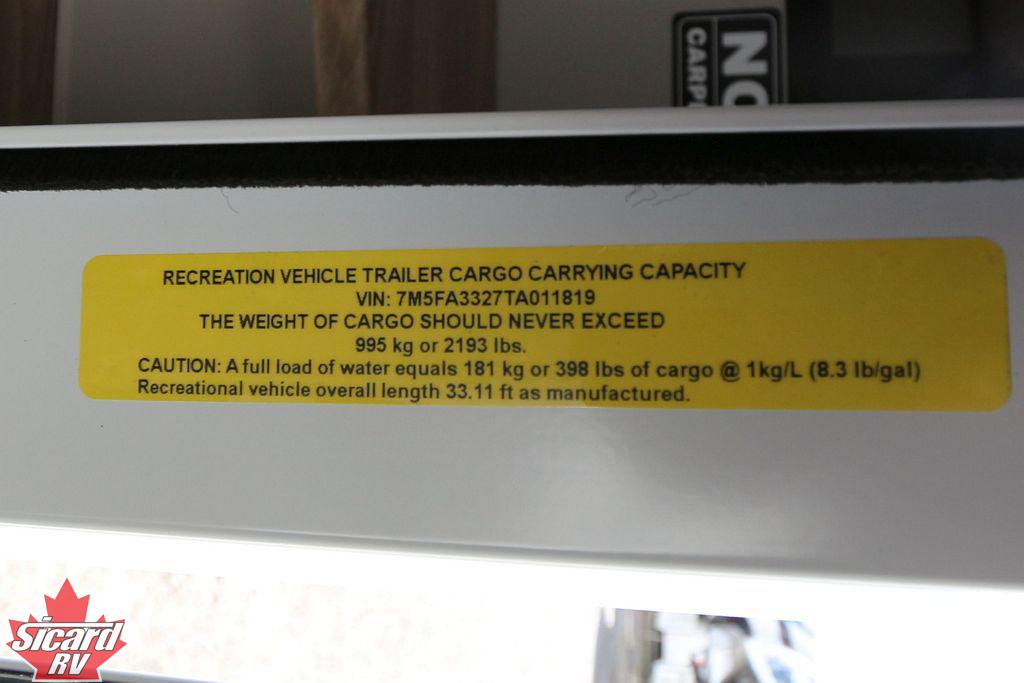 NO
CARP
RECREATION VEHICLE TRAILER CARGO CARRYING CAPACITY
VIN: 7M5FA3327TA011819
THE WEIGHT OF CARGO SHOULD NEVER EXCEED
995 kg or 2193 lbs.
CAUTION: A full load of water equals 181 kg or 398 lbs of cargo @ 1kg/L (8.3 lb/gal)
Recreational vehicle overall length 33.11 ft as manufactured.
Sicard
RV